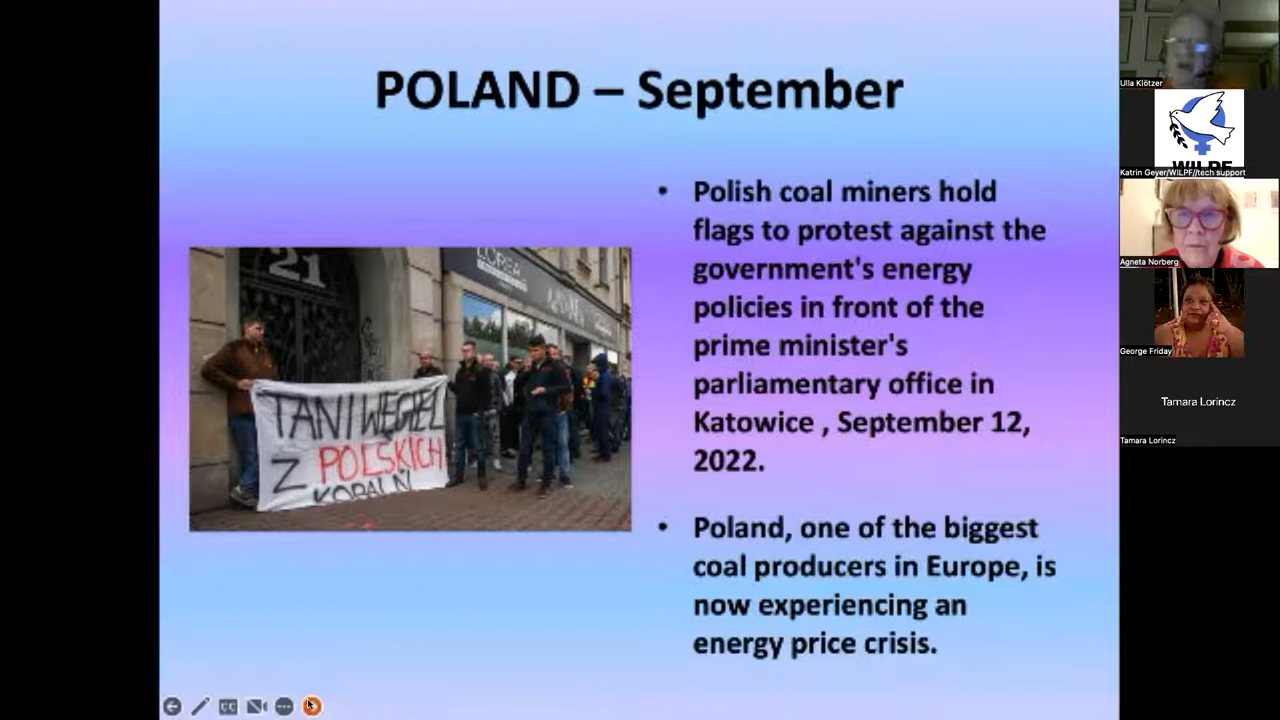 POLAND – September
• Polish coal miners hold
flags to protest against the
government's energy
policies in front of the
prime minister's
parliamentary office in
Katowice , September 12,
2022.
• Poland, one of the biggest
coal producers in Europe, is
now experiencing an
energy price crisis.
21
TANI WĘGIEL
Z POLSKICH
KOPALŃ
CC
Ulla Klötzer
WILPF
Katrin Geyer/WILPF//tech support
Agneta Norberg
George Friday
Tamara Lorincz
Tamara Lorincz